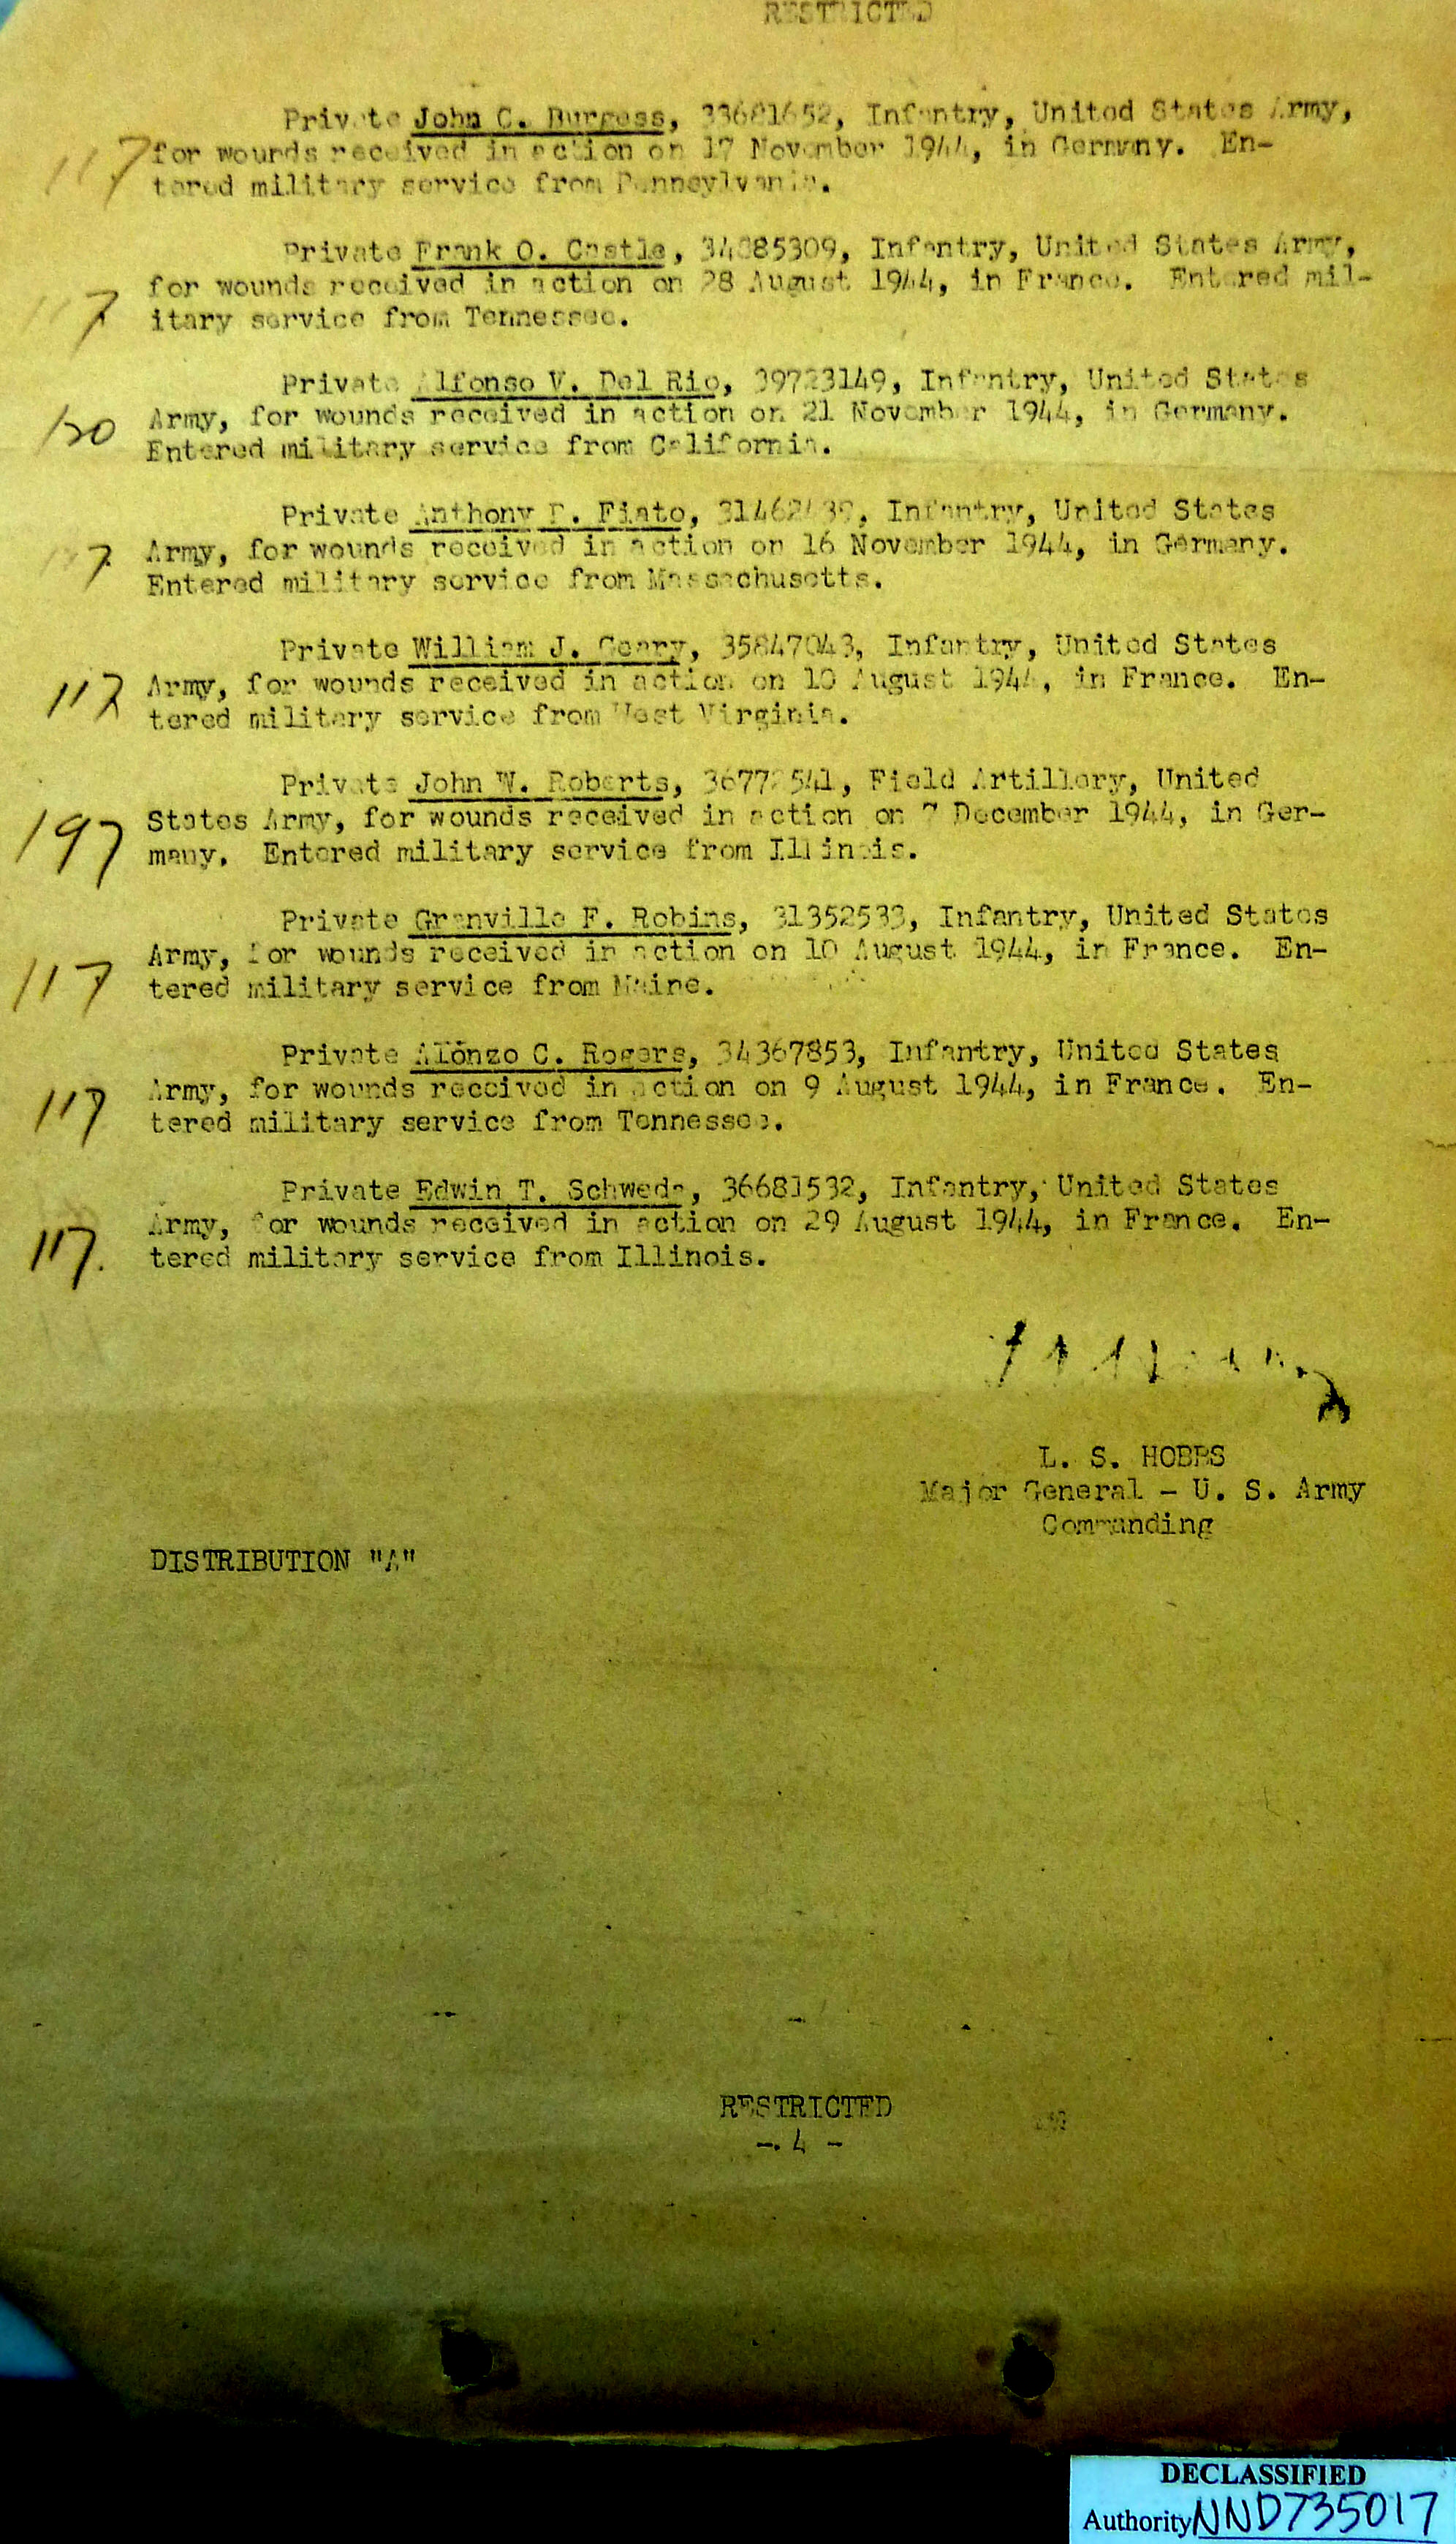 RESTRICTED
Private John C. Burgess, 33681652, Infantry, United States Army,
117 for wounds received in action on 17 November 1944, in Germany. En-
tered military service from Pennsylvania.
Private Frank O. Castle, Infantry, United States Army,
for wounds received in action on 28 August 1944, in France. Entered mil-
117 itary service from Tennessee.
Private Alfonso V. Del Rio, 39723149, Infantry, United States
120 Army, for wounds received in action on 21 November 1944, in Germany.
Entered military service from California.
Private Anthony Fiato, Infantry, United States
117 Army, for wounds received in action on 16 November 1944, in Germany.
Entered military service from Massachusetts.
Private William J. Geary, 35847043, Infantry, United States
117 Army, for wounds received in action on 10 August 1944, in France. En-
tered military service from West Virginia.
Private John W. Roberts, Field Artillery, United
197 States Army, for wounds received in action on 7 December 1944, in Ger-
many. Entered military service from Illinois.
Private Granville F. Robins, 31352533, Infantry, United States
Army, for wounds received in action on 10 August 1944, in France. En-
117 tered military service from Maine.
Private Alonzo C. Rogers, 34367853, Infantry, United States
117 Army, for wounds received in action on 9 August 1944, in France. En-
tered military service from Tennessee.
Private Edwin T. Schweda, 36681532, Infantry, United States
Army, for wounds received in action on 29 August 1944, in France. En-
117. tered military service from Illinois.
L. S. HOBBS
Major General - U. S. Army
Commanding
DISTRIBUTION "A"
RESTRICTED
- 4 -
DECLASSIFIED
Authority NND735017